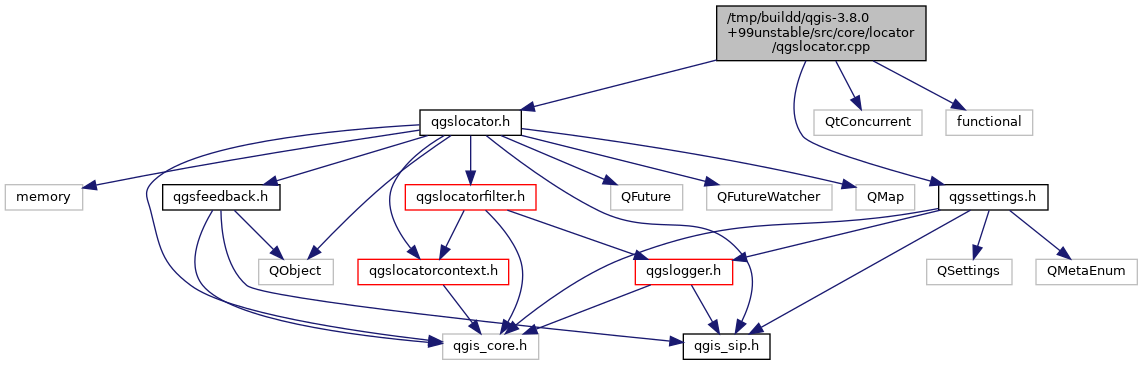 /tmp/buildd/qgis-3.8.0
+99unstable/src/core/locator
/qgslocator.cpp
qgslocator.h
QtConcurrent
functional
memory
qgsfeedback.h
qgslocatorfilter.h
QFuture
QFutureWatcher
QMap
qgssettings.h
QObject
qgslocatorcontext.h
qgslogger.h
QSettings
QMetaEnum
qgis_core.h
qgis_sip.h